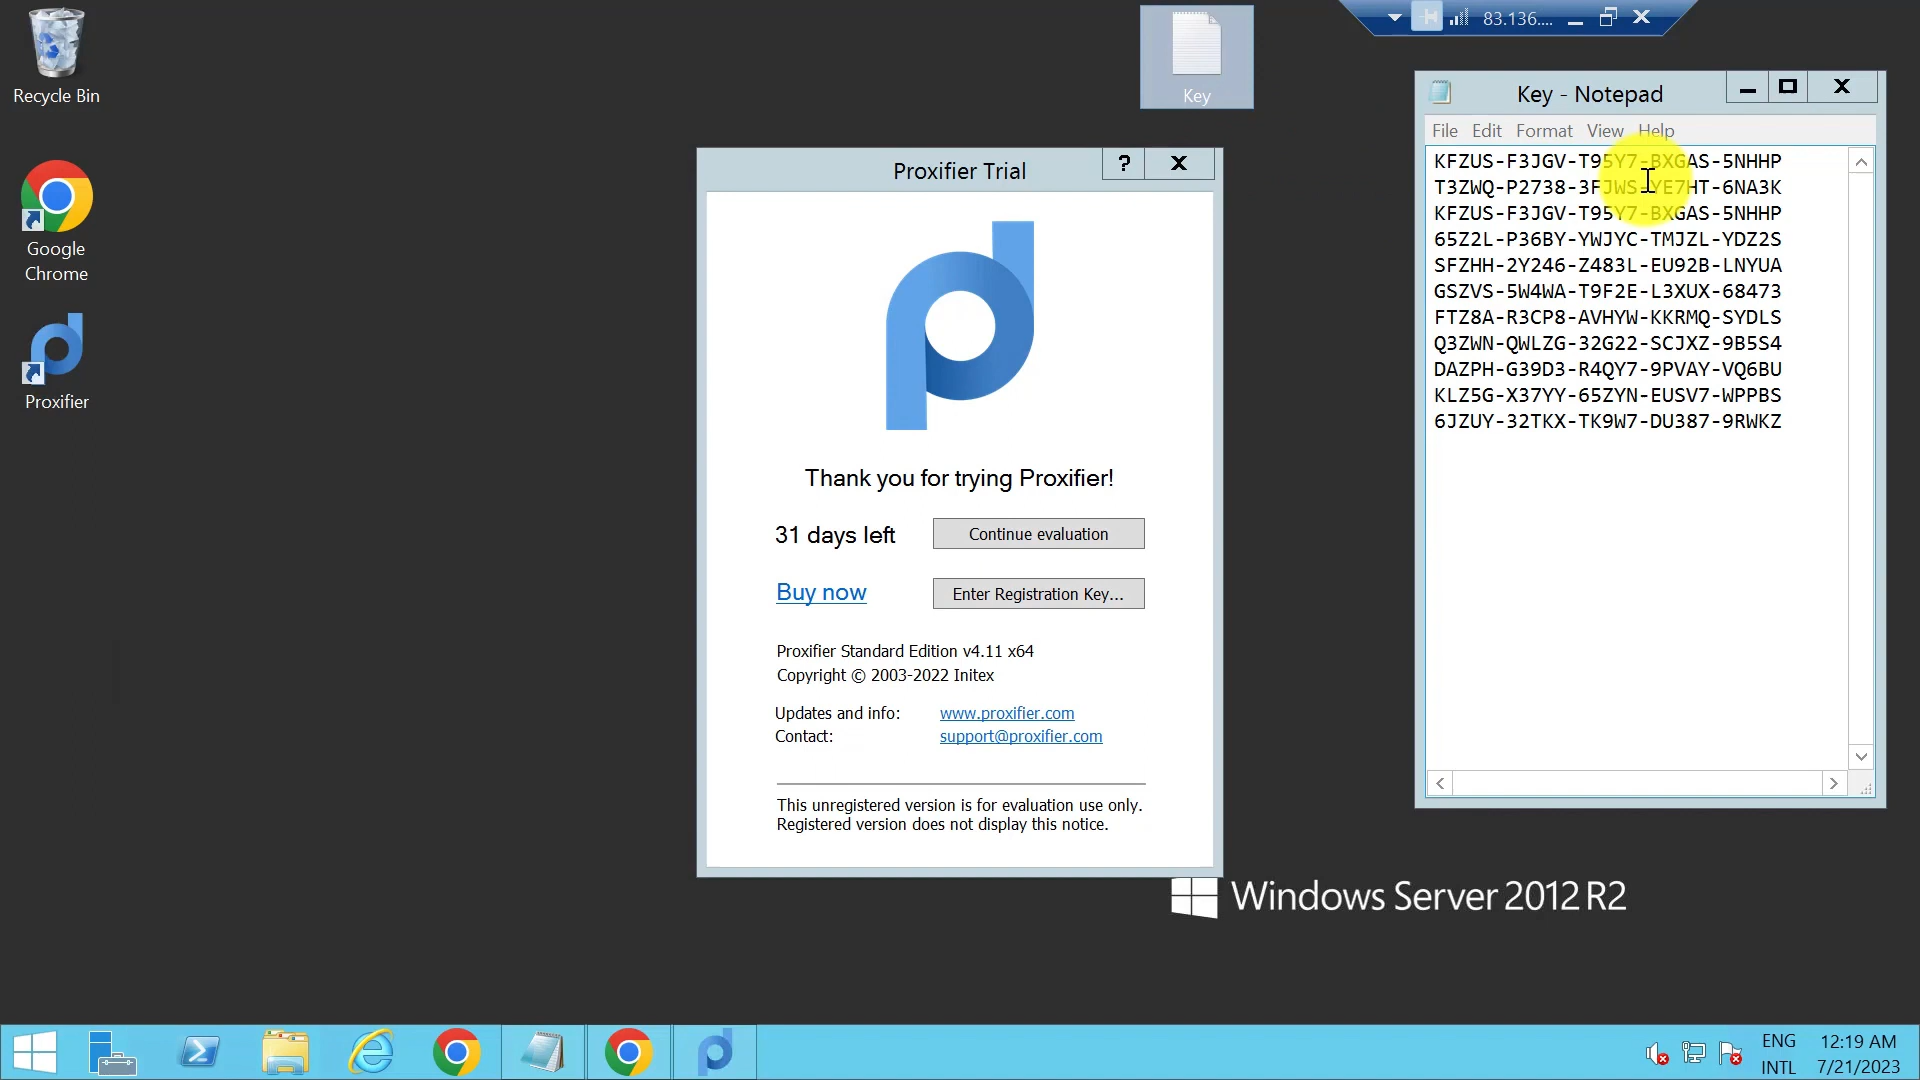 Recycle Bin
Google
Chrome
Proxifier
Key
83.136....
Proxifier Trial
?
X
Thank you for trying Proxifier!
31 days left
Continue evaluation
Buy now
Enter Registration Key...
Proxifier Standard Edition v4.11 x64
Copyright © 2003-2022 Initex
Updates and info: www.proxifier.com
Contact: support@proxifier.com
This unregistered version is for evaluation use only.
Registered version does not display this notice.
Key - Notepad
File Edit Format View Help
KFZUS-F3JGV-T95Y7-BXGAS-5NHHP
T3ZWQ-P2738-3FJWS-YE7HT-6NA3K
KFZUS-F3JGV-T95Y7-BXGAS-5NHHP
65Z2L-P36BY-YWJYC-TMJZL-YDZ2S
SFZHH-2Y246-Z483L-EU92B-LNYUA
GSZVS-5W4WA-T9F2E-L3XUX-68473
FTZ8A-R3CP8-AVHYW-KKRMQ-SYDLS
Q3ZWN-QWLZG-32G22-SCJXZ-9B5S4
DAZPH-G39D3-R4QY7-9PVAY-VQ6BU
KLZ5G-X37YY-65ZYN-EUSV7-WPPBS
6JZUY-32TKX-TK9W7-DU387-9RWKZ
Windows Server 2012 R2
ENG
INTL
12:19 AM
7/21/2023